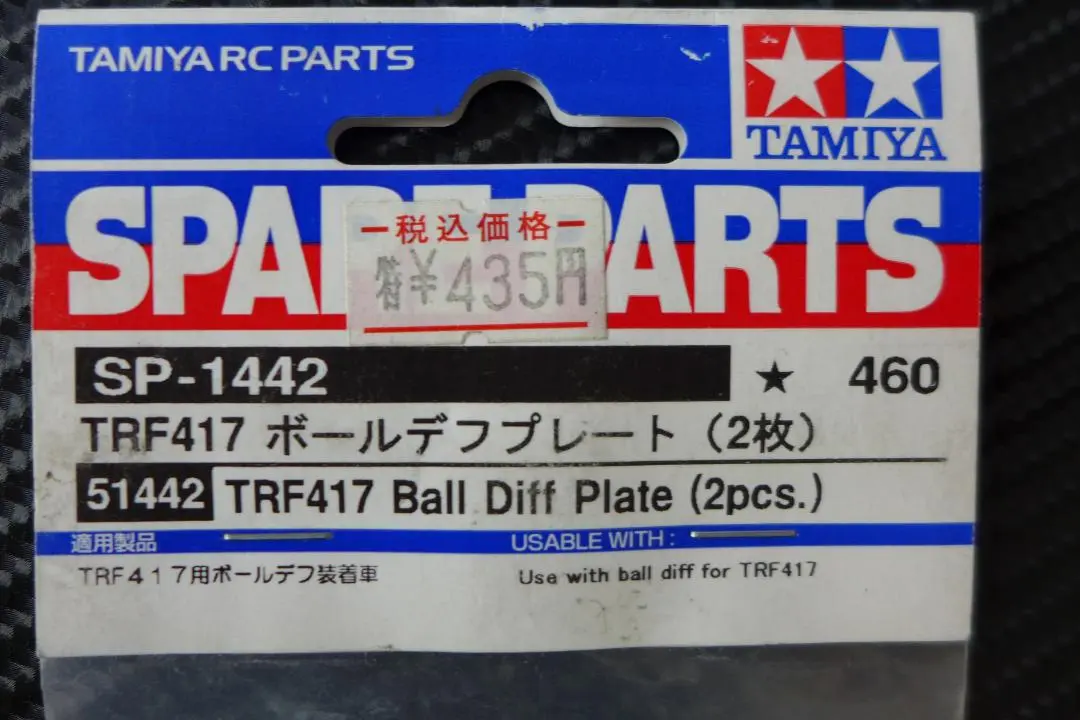 TAMIYA RC PARTS
TAMIYA
SPARE PARTS
税込価格
特¥435円
SP-1442 ★ 460
TRF417 ボールデフプレート（2枚）
51442 TRF417 Ball Diff Plate (2pcs.)
適用製品 USABLE WITH :
TRF417用ボールデフ装着車 Use with ball diff for TRF417